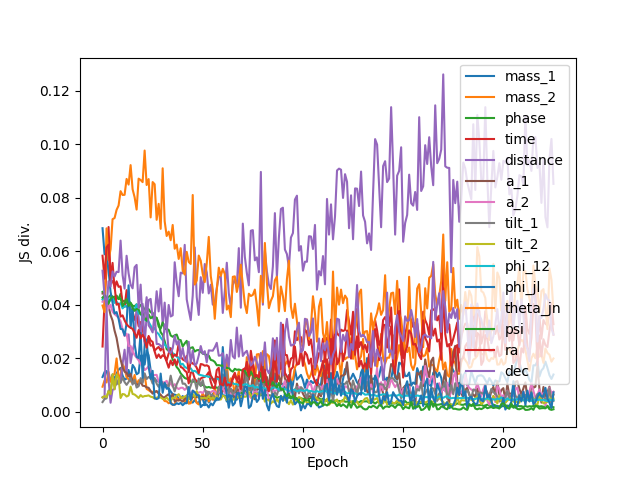 0.12
0.10
0.08
0.06
0.04
0.02
0.00
JS div.
0
50
100
150
200
Epoch
mass_1
mass_2
phase
time
distance
a_1
a_2
tilt_1
tilt_2
phi_12
phi_jl
theta_jn
psi
ra
dec